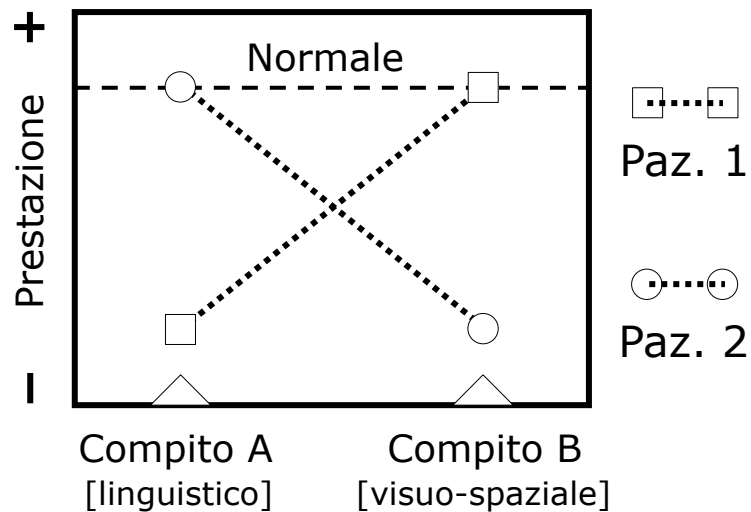 +
Normale
Prestazione
–
Compito A
[linguistico]
Compito B
[visuo-spaziale]
Paz. 1
Paz. 2